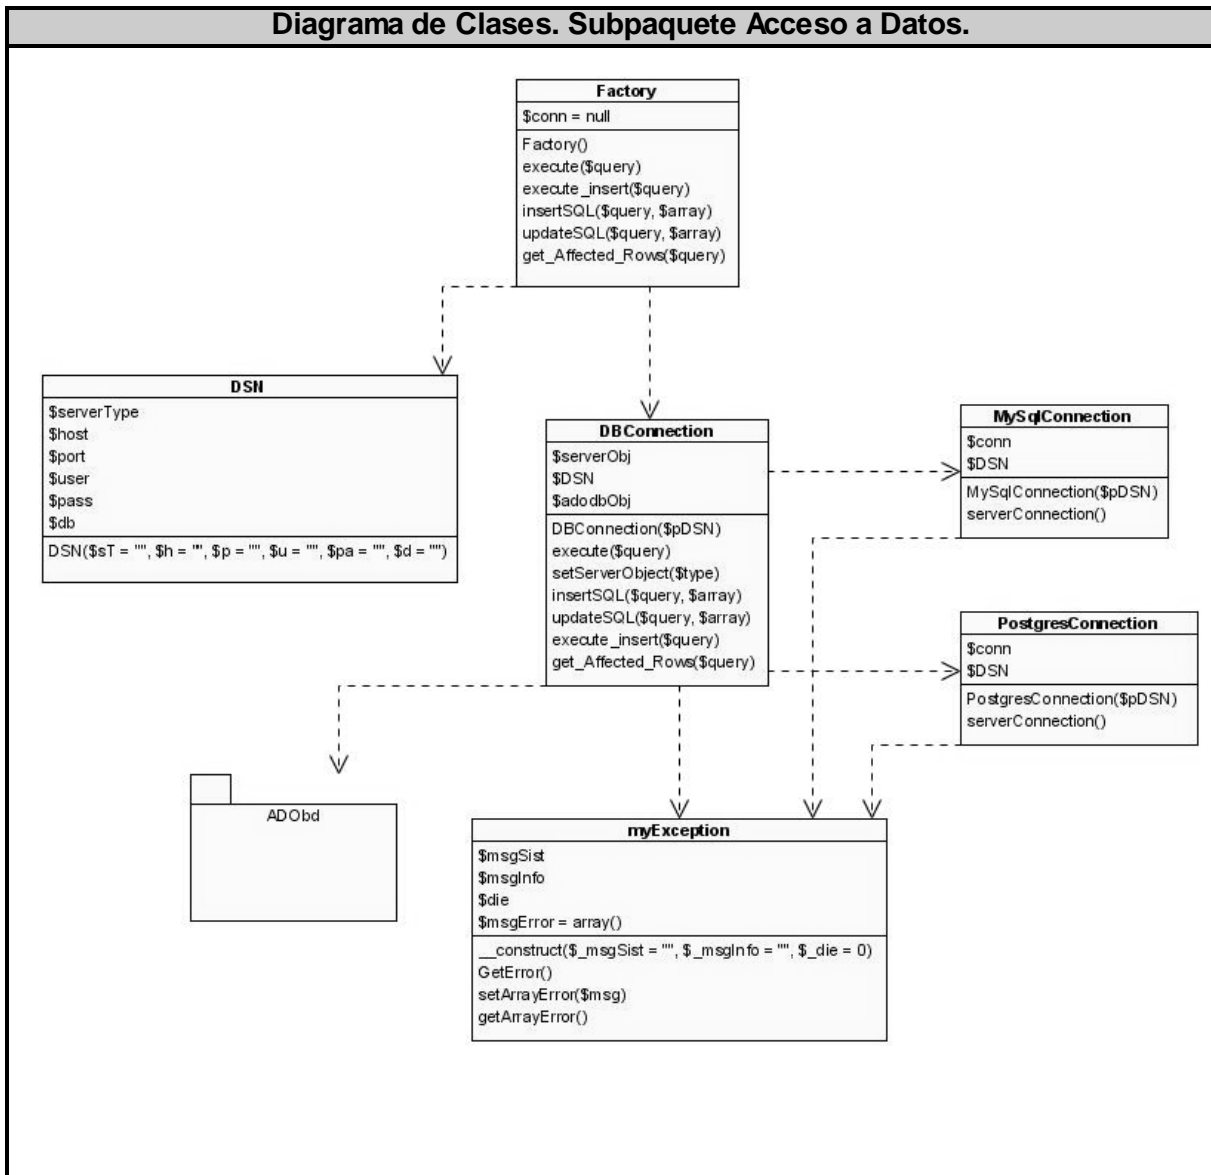 Diagrama de Clases. Subpaquete Acceso a Datos.
Factory
$conn = null
Factory()
execute($query)
execute_insert($query)
insertSQL($query, $array)
updateSQL($query, $array)
get_Affected_Rows($query)
DSN
$serverType
$host
$port
$user
$pass
$db
DSN($sT = "", $h = "", $p = "", $u = "", $pa = "", $d = "")
DBConnection
$serverObj
$DSN
$adodbObj
DBConnection($pDSN)
execute($query)
setServerObject($type)
insertSQL($query, $array)
updateSQL($query, $array)
execute_insert($query)
get_Affected_Rows($query)
MySqlConnection
$conn
$DSN
MySqlConnection($pDSN)
serverConnection()
PostgresConnection
$conn
$DSN
PostgresConnection($pDSN)
serverConnection()
ADObd
myException
$msgSist
$msgInfo
$die
$msgError = array()
__construct($_msgSist = "", $_msgInfo = "", $_die = 0)
GetError()
setArrayError($msg)
getArrayError()